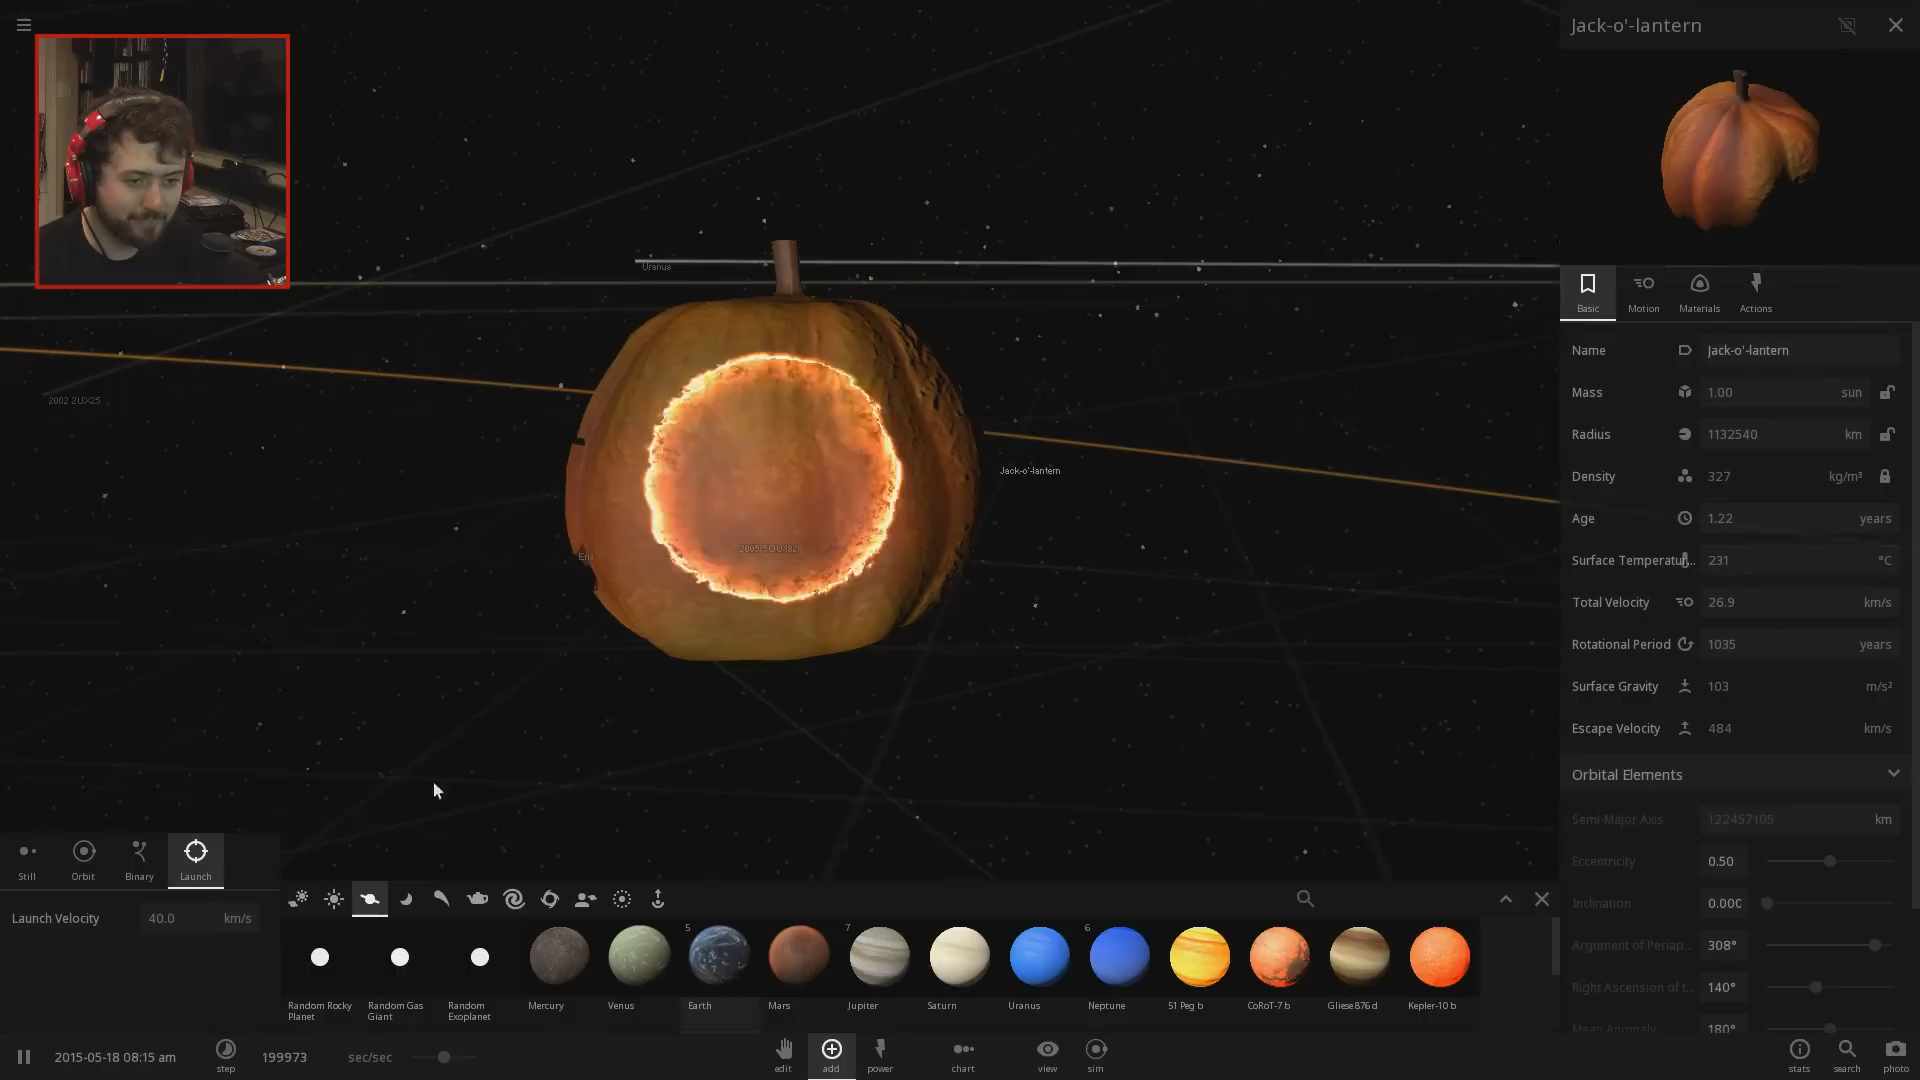 Jack-o'-lantern
Uranus
2002 2UX25
Jack-o'-lantern
Eris
Basic
Motion
Materials
Actions
Name
Jack-o'-lantern
Mass
1.00
sun
Radius
1132540
km
Density
327
kg/m³
Age
1.22
years
Surface Temperatur...
231
°C
Total Velocity
26.9
km/s
Rotational Period
1035
years
Surface Gravity
103
m/s²
Escape Velocity
484
km/s
Orbital Elements
Semi-Major Axis
122457105
km
Eccentricity
0.50
Inclination
0.000
Argument of Periap...
308°
Right Ascension of t...
140°
Mean Anomaly
180°
Still
Orbit
Binary
Launch
Launch Velocity
40.0
km/s
5
7
6
Random Rocky
Planet
Random Gas
Giant
Random
Exoplanet
Mercury
Venus
Earth
Mars
Jupiter
Saturn
Uranus
Neptune
51 Peg b
CoRoT-7 b
Gliese 876 d
Kepler-10 b
2015-05-18 08:15 am
step
199973
sec/sec
edit
add
power
chart
view
sim
stats
search
photo